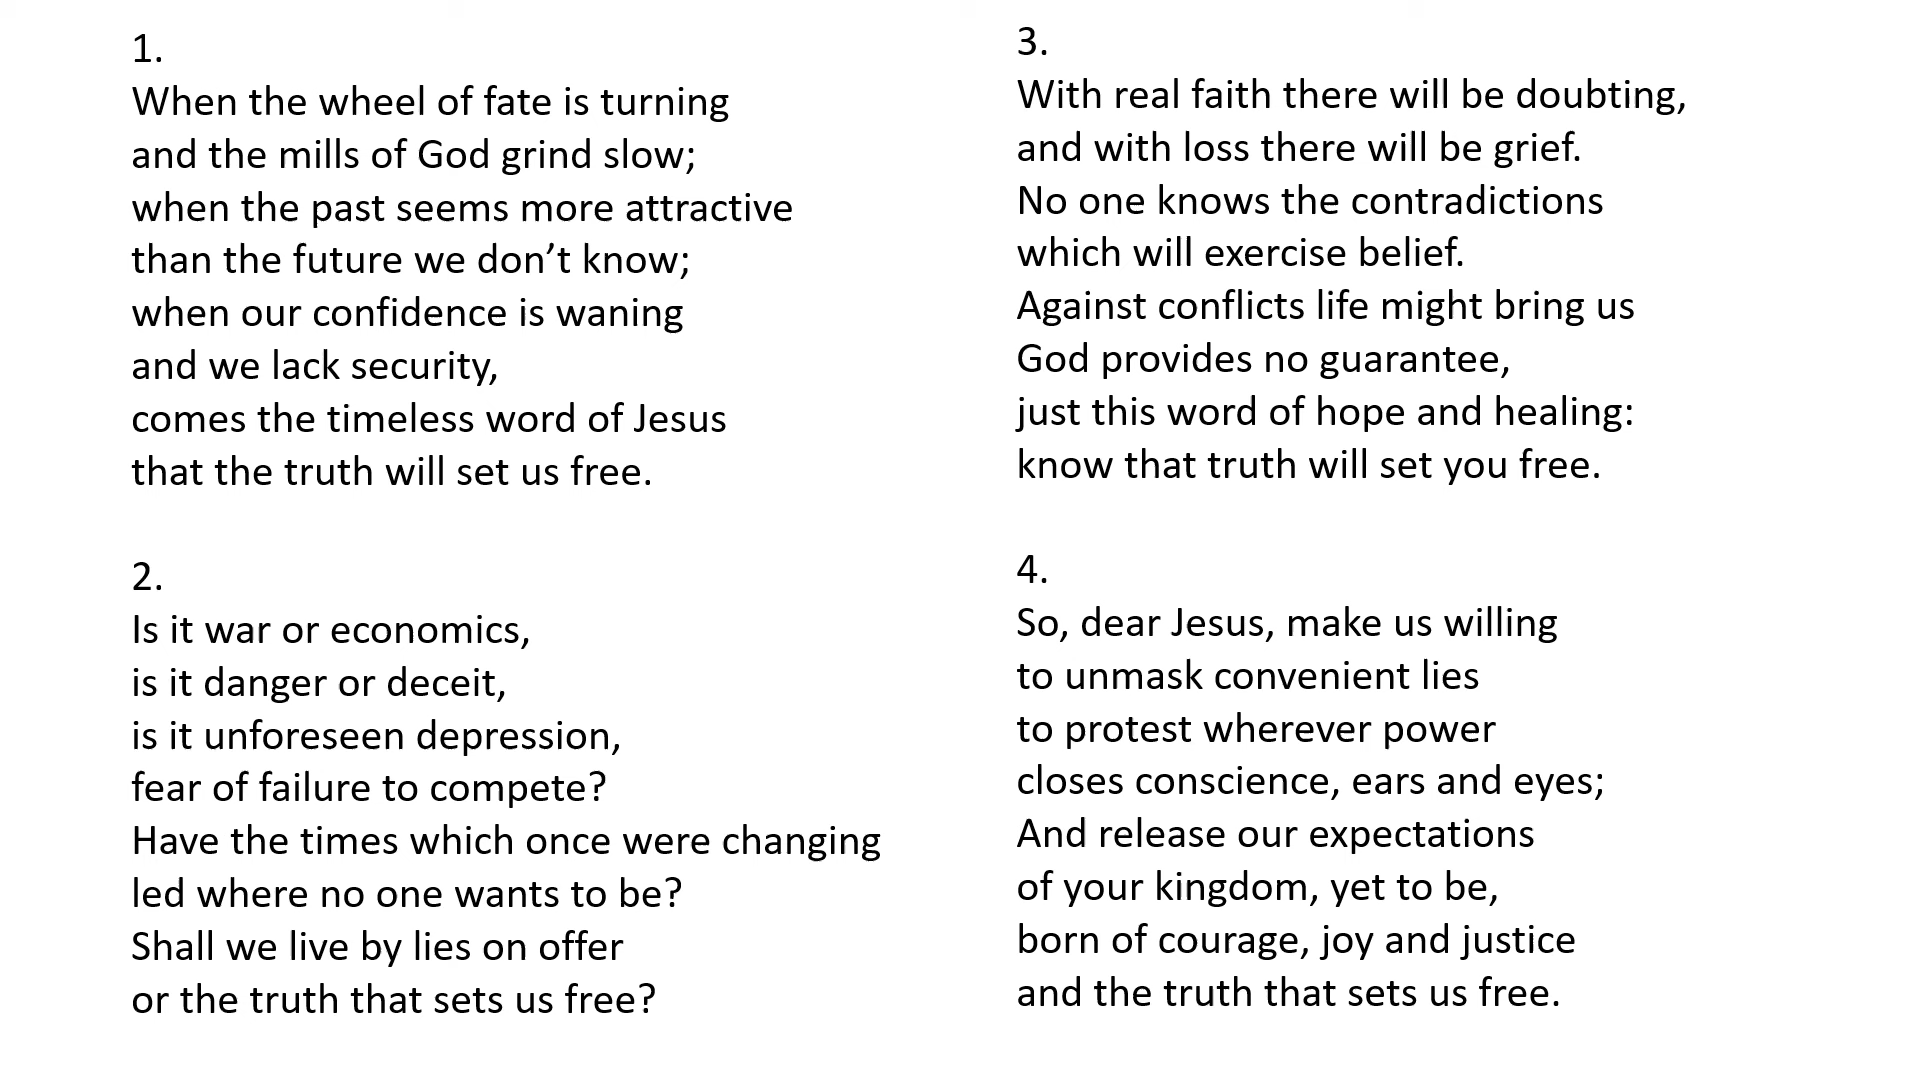 1.
When the wheel of fate is turning
and the mills of God grind slow;
when the past seems more attractive
than the future we don’t know;
when our confidence is waning
and we lack security,
comes the timeless word of Jesus
that the truth will set us free.
2.
Is it war or economics,
is it danger or deceit,
is it unforeseen depression,
fear of failure to compete?
Have the times which once were changing
led where no one wants to be?
Shall we live by lies on offer
or the truth that sets us free?
3.
With real faith there will be doubting,
and with loss there will be grief.
No one knows the contradictions
which will exercise belief.
Against conflicts life might bring us
God provides no guarantee,
just this word of hope and healing:
know that truth will set you free.
4.
So, dear Jesus, make us willing
to unmask convenient lies
to protest wherever power
closes conscience, ears and eyes;
And release our expectations
of your kingdom, yet to be,
born of courage, joy and justice
and the truth that sets us free.